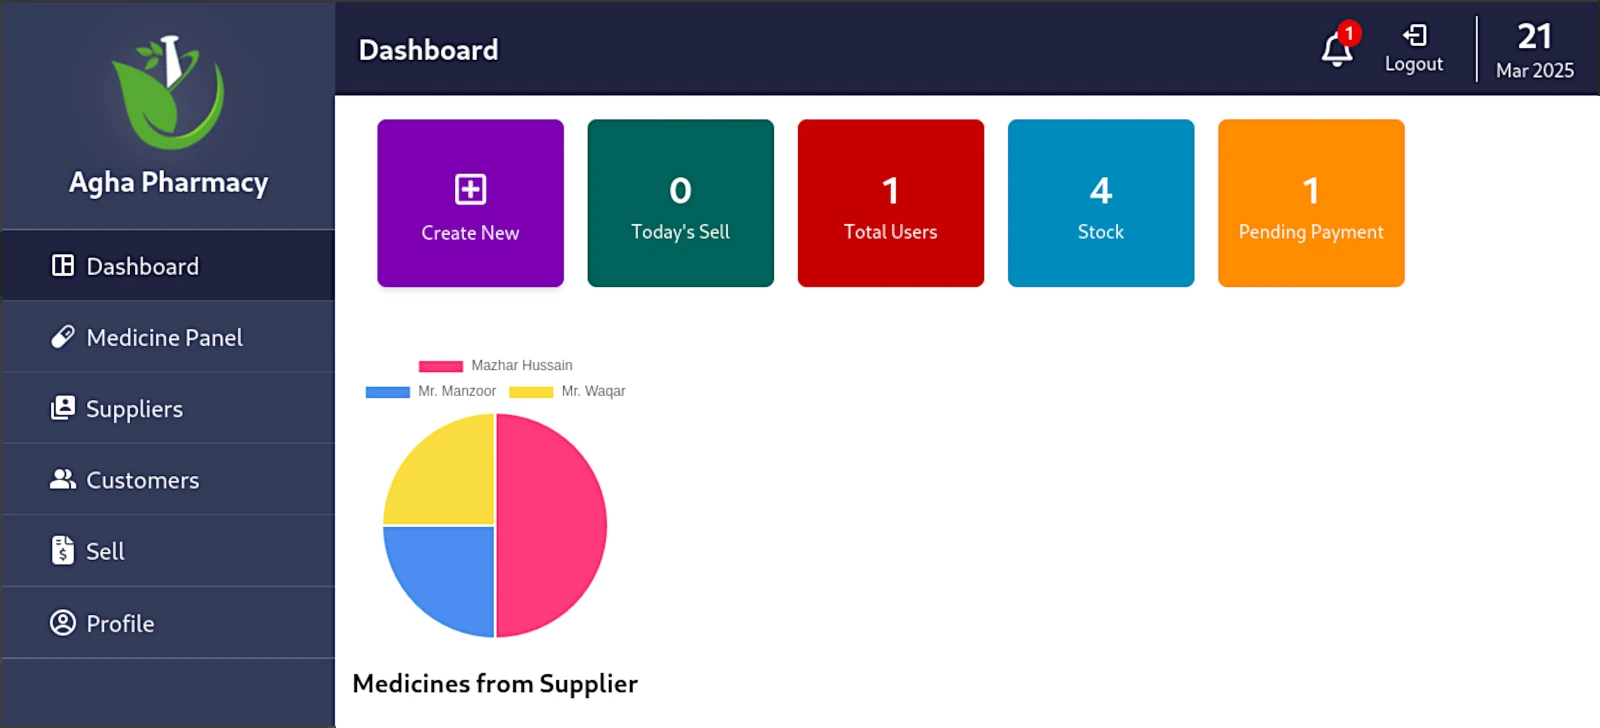 Agha Pharmacy
Dashboard
Medicine Panel
Suppliers
Customers
Sell
Profile
Dashboard
1
Logout
21
Mar 2025
Create New
0
Today's Sell
1
Total Users
4
Stock
1
Pending Payment
Mazhar Hussain
Mr. Manzoor Mr. Waqar
Medicines from Supplier